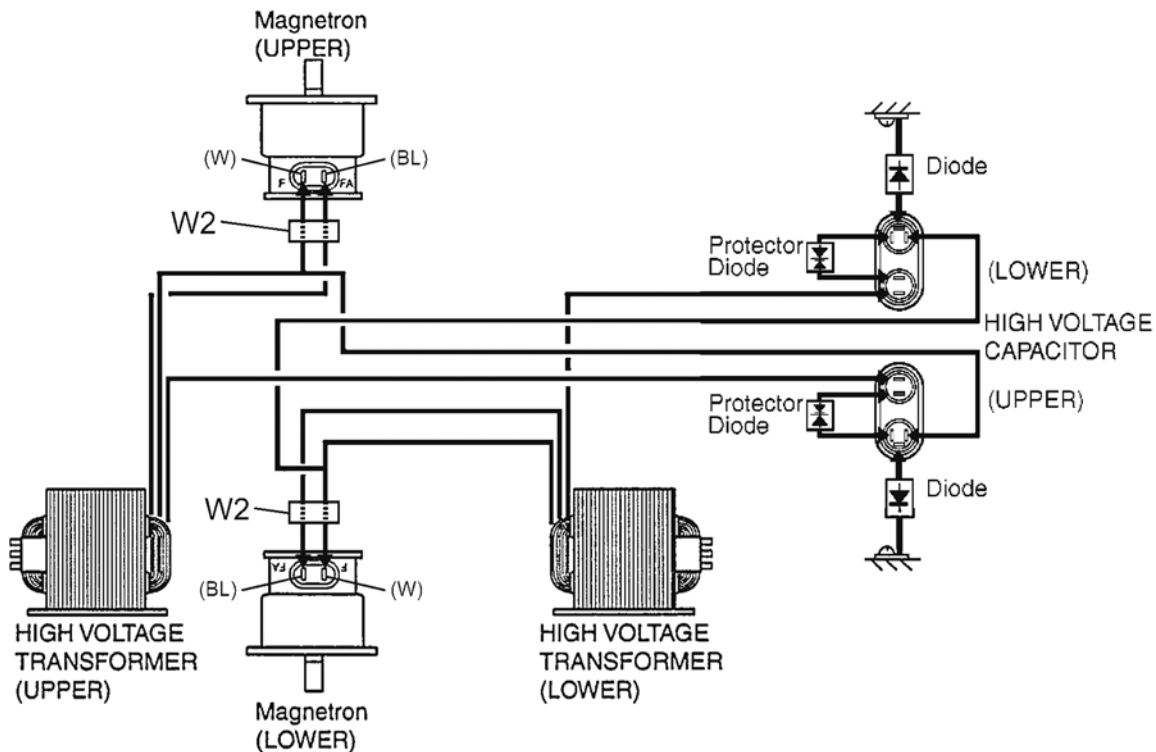 Magnetron
(UPPER)
(W)
(BL)
F
FA
W2
Diode
Protector
Diode
(LOWER)
HIGH VOLTAGE
CAPACITOR
(UPPER)
Protector
Diode
Diode
W2
FA
F
(BL)
(W)
HIGH VOLTAGE
TRANSFORMER
(UPPER)
HIGH VOLTAGE
TRANSFORMER
(LOWER)
Magnetron
(LOWER)